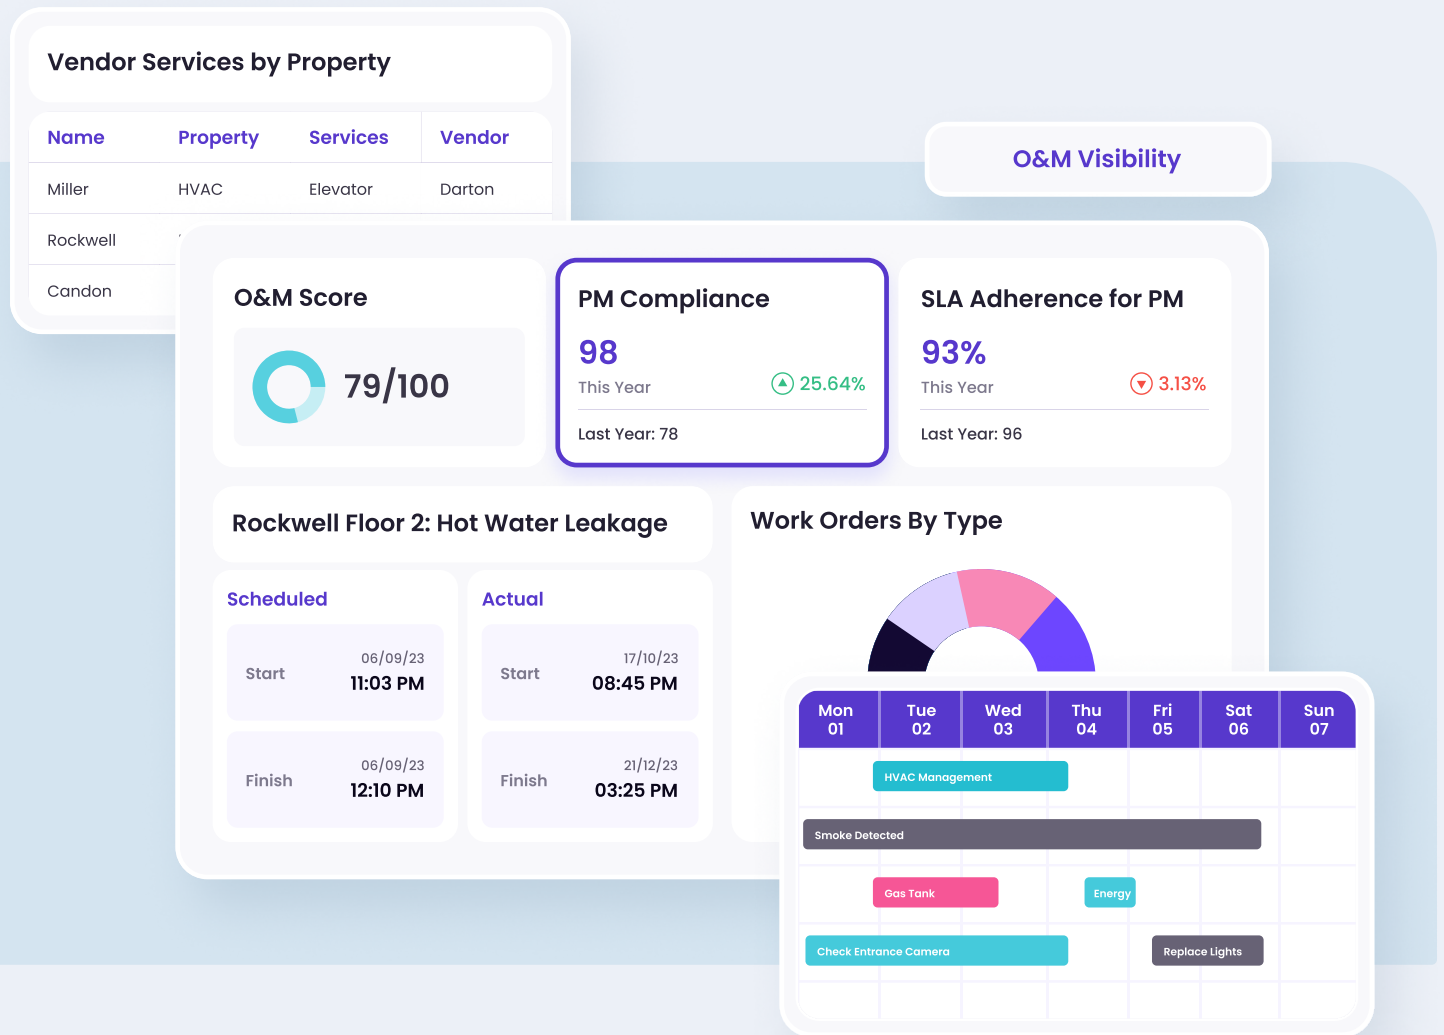 Vendor Services by Property
Name Property Services Vendor
Miller HVAC Elevator Darton
Rockwell
Candon
O&M Visibility
O&M Score
79/100
PM Compliance
98
This Year
25.64%
Last Year: 78
SLA Adherence for PM
93%
This Year
3.13%
Last Year: 96
Rockwell Floor 2: Hot Water Leakage
Scheduled
Start
06/09/23
11:03 PM
Finish
06/09/23
12:10 PM
Actual
Start
17/10/23
08:45 PM
Finish
21/12/23
03:25 PM
Work Orders By Type
Mon Tue Wed Thu Fri Sat Sun
01 02 03 04 05 06 07
HVAC Management
Smoke Detected
Gas Tank
Energy
Check Entrance Camera
Replace Lights